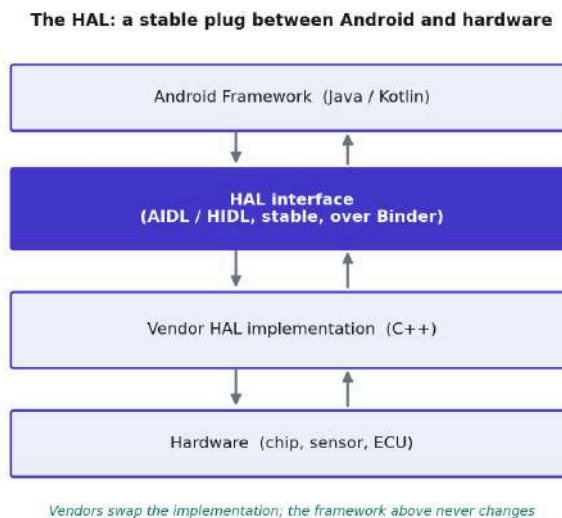 The HAL: a stable plug between Android and hardware
Android Framework (Java / Kotlin)
HAL interface
(AIDL / HIDL, stable, over Binder)
Vendor HAL implementation (C++)
Hardware (chip, sensor, ECU)
Vendors swap the implementation; the framework above never changes